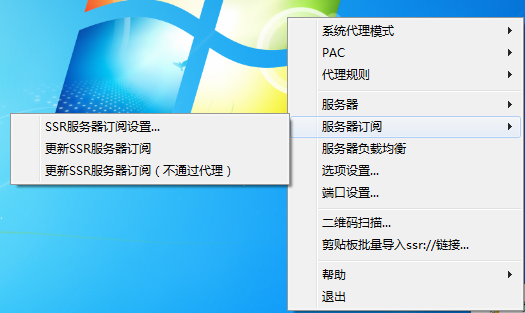 系统代理模式
PAC
代理规则
服务器
服务器订阅
SSR服务器订阅设置...
更新SSR服务器订阅
更新SSR服务器订阅（不通过代理）
服务器负载均衡
选项设置...
端口设置...
二维码扫描...
剪贴板批量导入ssr://链接...
帮助
退出